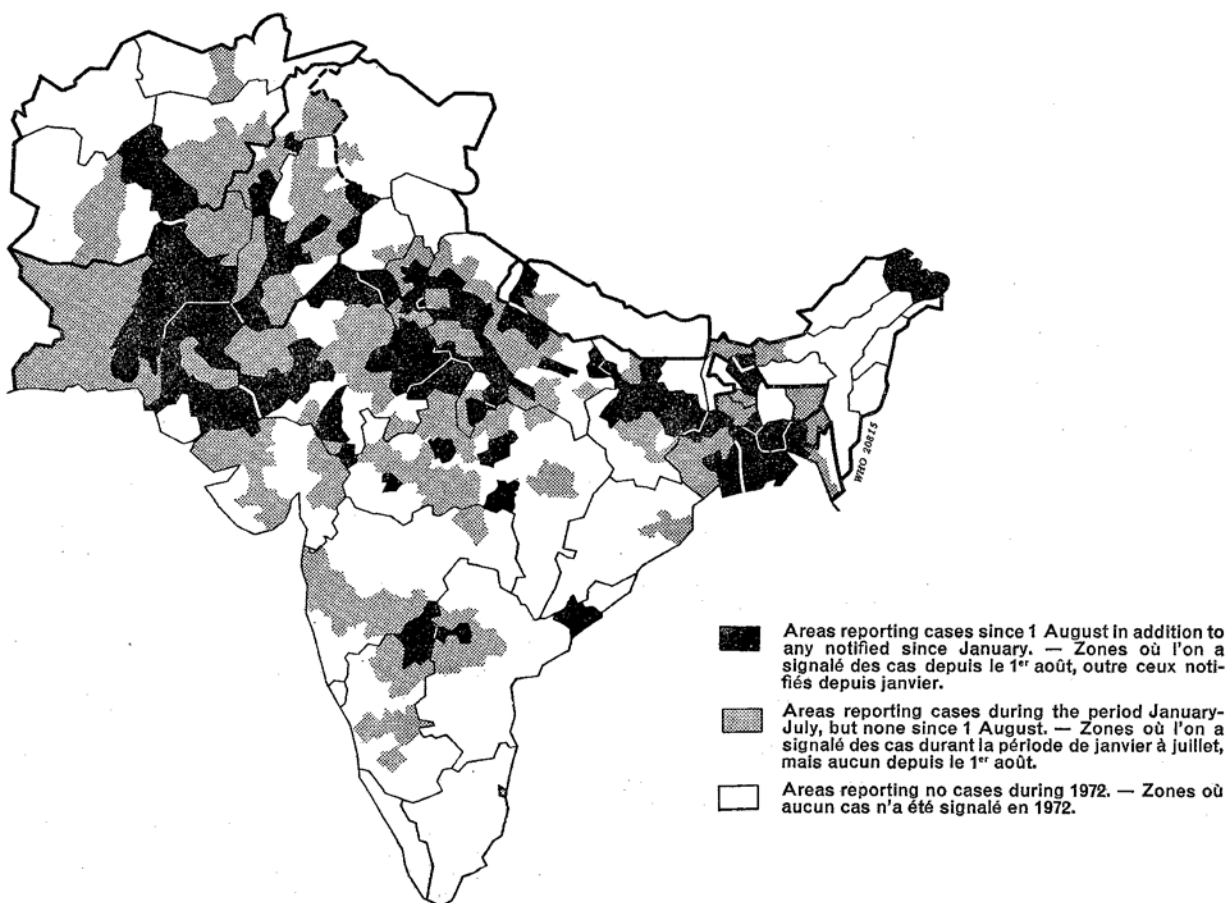 WHO 20815
Areas reporting cases since 1 August in addition to
any notified since January. — Zones où l'on a
signalé des cas depuis le 1er août, outre ceux noti-
fiés depuis janvier.
Areas reporting cases during the period January-
July, but none since 1 August. — Zones où l'on a
signalé des cas durant la période de janvier à juillet,
mais aucun depuis le 1er août.
Areas reporting no cases during 1972. — Zones où
aucun cas n'a été signalé en 1972.